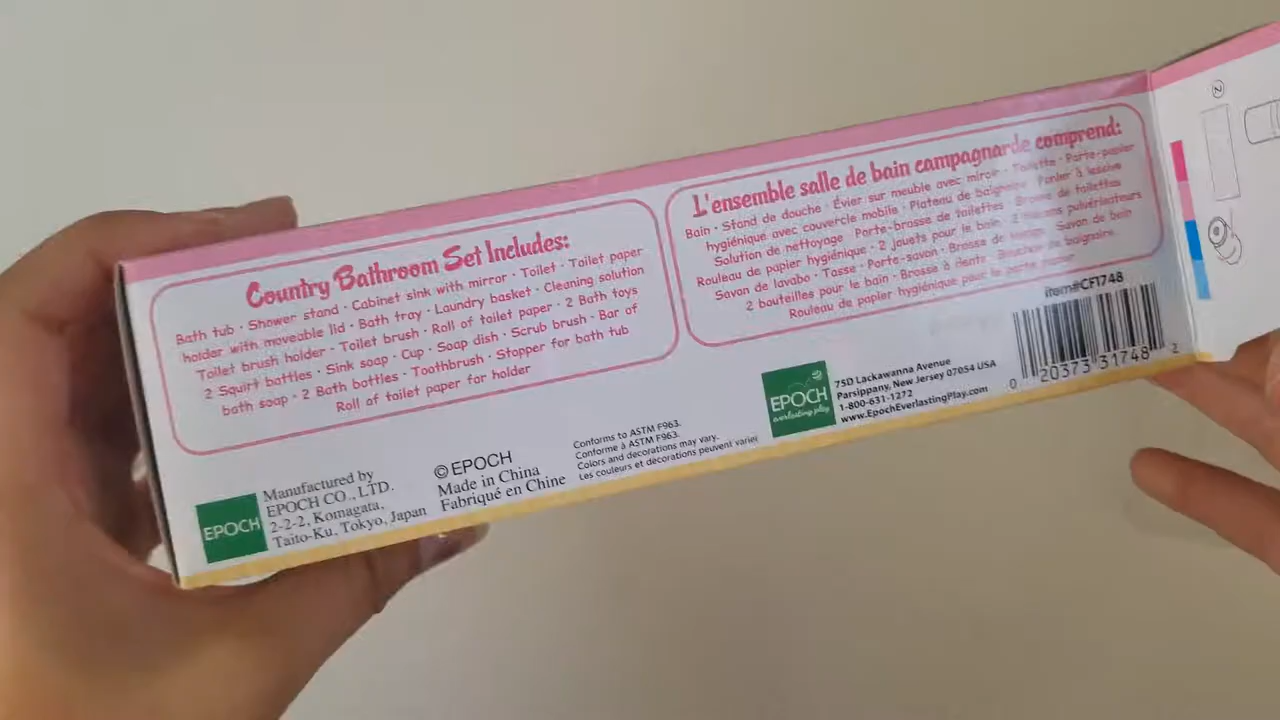 Country Bathroom Set Includes:
Bath tub · Shower stand · Cabinet sink with mirror · Toilet · Toilet paper
holder with moveable lid · Bath tray · Laundry basket · Cleaning solution
Toilet brush holder · Toilet brush · Roll of toilet paper · 2 Bath toys
2 Squirt bottles · Sink soap · Cup · Soap dish · Scrub brush · Bar of
bath soap · 2 Bath bottles · Toothbrush · Stopper for bath tub
Roll of toilet paper for holder
L'ensemble salle de bain campagnarde comprend:
Bain · Stand de douche · Évier sur meuble avec miroir · Toilette · Porte-papier
hygiénique avec couvercle mobile · Plateau de baignoire · Panier à lessive
Solution de nettoyage · Porte-brosse de toilettes · Brosse de toilettes
Rouleau de papier hygiénique · 2 jouets pour le bain · 2 pulvérisateurs
Savon de lavabo · Tasse · Porte-savon · Brosse de Savon de bain
2 bouteilles pour le bain · Brosse à dents · de baignoire
Rouleau de papier hygiénique pour le porte-papier
item#CF1748
0 20373 31748 2
EPOCH
Manufactured by
EPOCH CO., LTD.
2-2-2, Komagata,
Taito-Ku, Tokyo, Japan
© EPOCH
Made in China
Fabriqué en Chine
Conforms to ASTM F963.
Conforme à ASTM F963.
Colors and decorations may vary.
Les couleurs et décorations peuvent varier
EPOCH
everlasting play
75D Lackawanna Avenue
Parsippany, New Jersey 07054 USA
1-800-631-1272
www.EpochEverlastingPlay.com
2